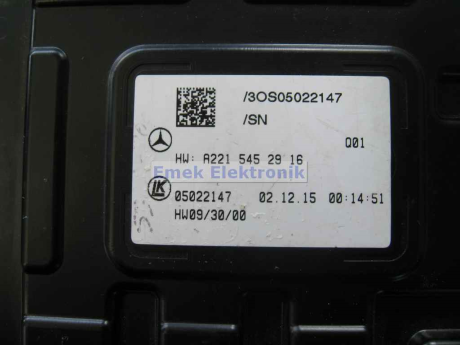 /3OS05022147
/SN
Q01
HW: A221 545 29 16
Emek Elektronik
LK 05022147 02.12.15 00:14:51
HW09/30/00